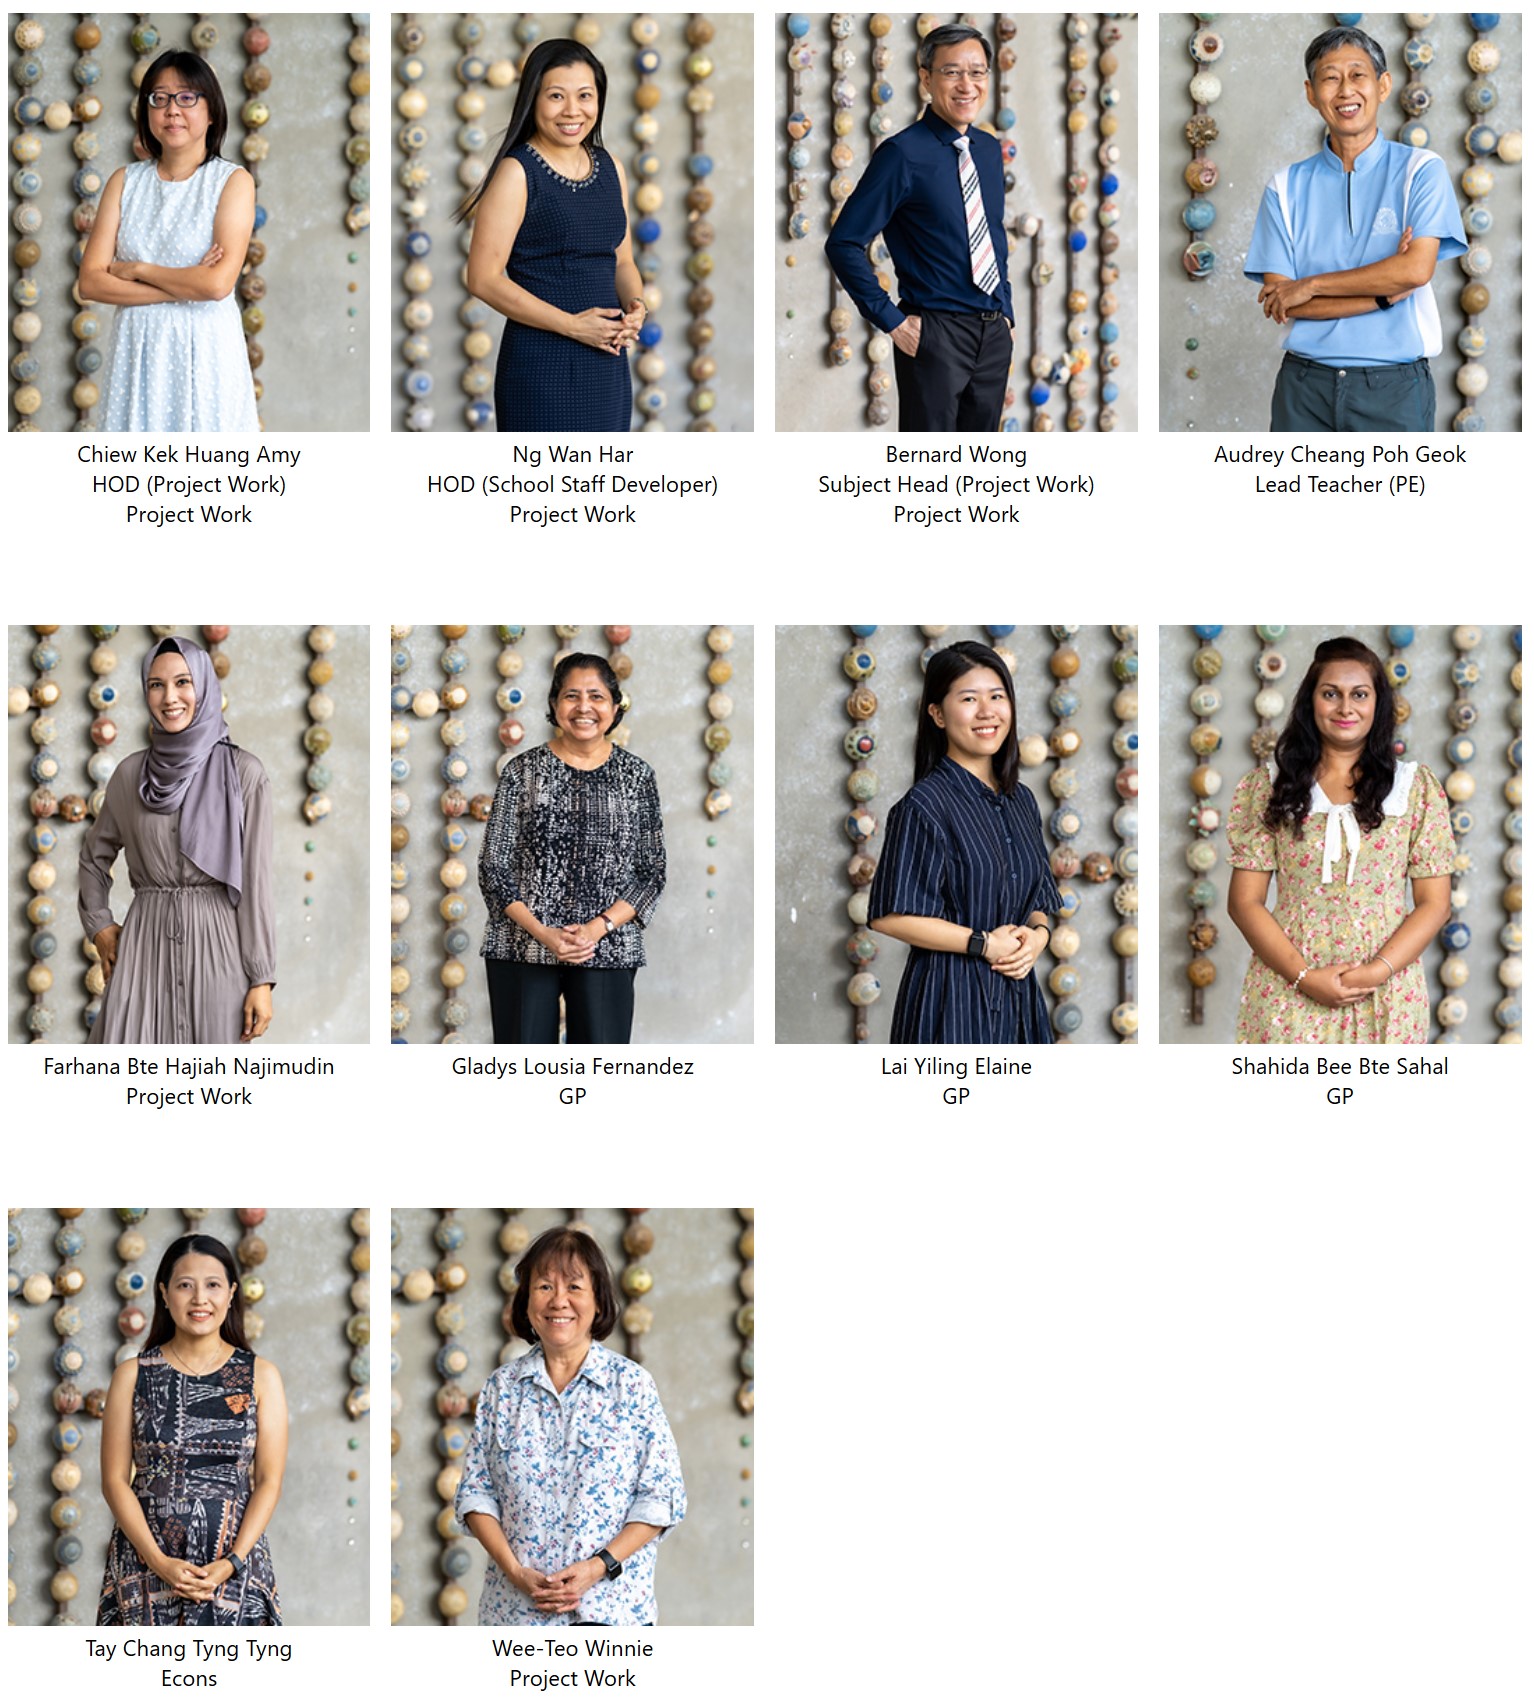 Chiew Kek Huang Amy
HOD (Project Work)
Project Work
Ng Wan Har
HOD (School Staff Developer)
Project Work
Bernard Wong
Subject Head (Project Work)
Project Work
Audrey Cheang Poh Geok
Lead Teacher (PE)
Farhana Bte Hajiah Najimudin
Project Work
Gladys Lousia Fernandez
GP
Lai Yiling Elaine
GP
Shahida Bee Bte Sahal
GP
Tay Chang Tyng Tyng
Econs
Wee-Teo Winnie
Project Work